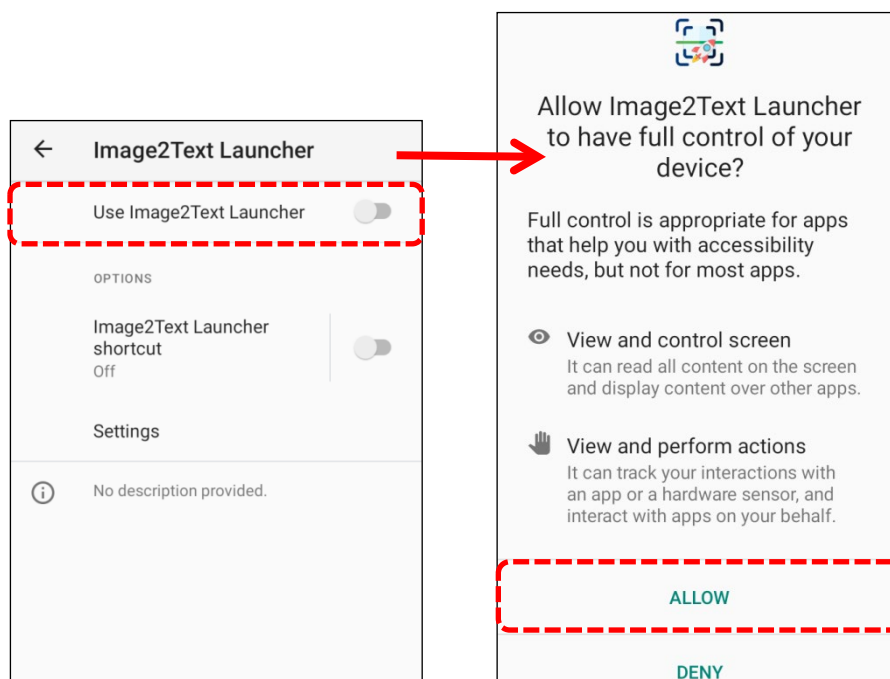 Image2Text Launcher
Use Image2Text Launcher
OPTIONS
Image2Text Launcher
shortcut
Off
Settings
No description provided.
Allow Image2Text Launcher
to have full control of your
device?
Full control is appropriate for apps
that help you with accessibility
needs, but not for most apps.
View and control screen
It can read all content on the screen
and display content over other apps.
View and perform actions
It can track your interactions with
an app or a hardware sensor, and
interact with apps on your behalf.
ALLOW
DENY